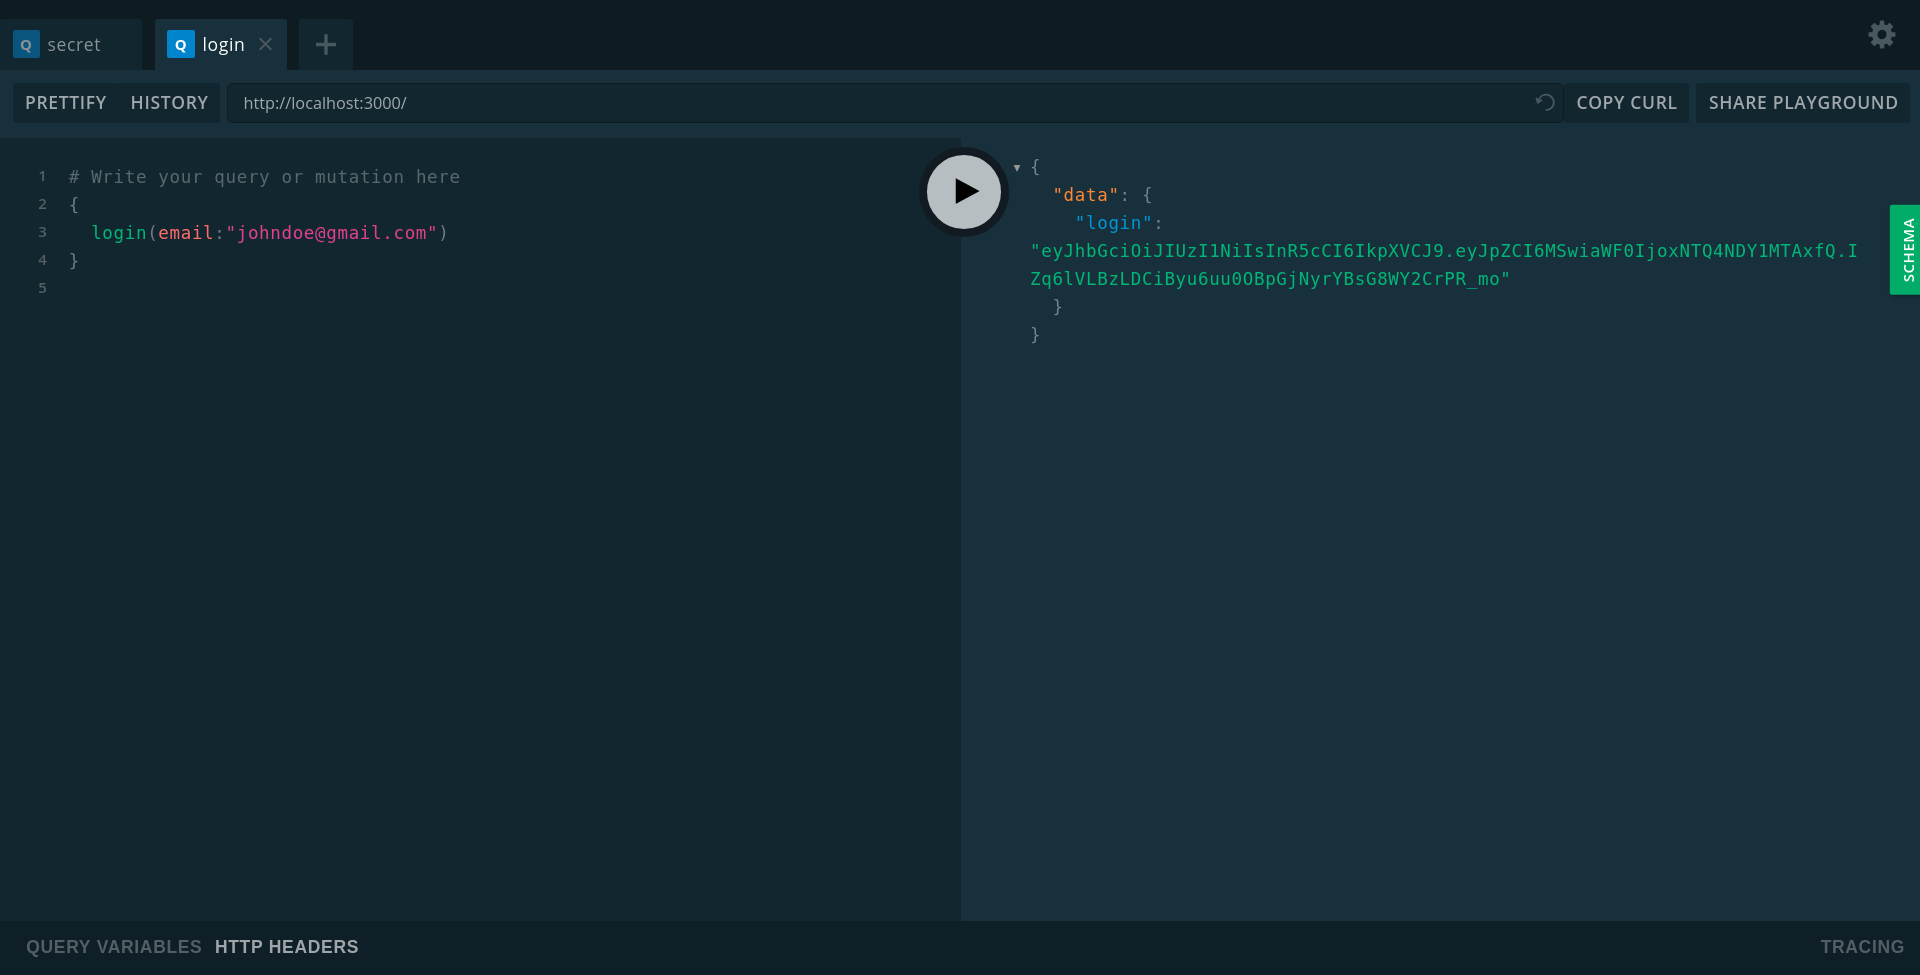 Q secret
Q login
PRETTIFY HISTORY http://localhost:3000/ COPY CURL SHARE PLAYGROUND
1 # Write your query or mutation here
2 {
3 login(email:"johndoe@gmail.com")
4 }
5
{
"data": {
"login":
"eyJhbGciOiJIUzI1NiIsInR5cCI6IkpXVCJ9.eyJpZCI6MSwiaWF0IjoxNTQ4NDY1MTAxfQ.I
Zq6lVLBzLDCiByu6uu0OBpGjNyrYBsG8WY2CrPR_mo"
}
}
SCHEMA
QUERY VARIABLES HTTP HEADERS
TRACING